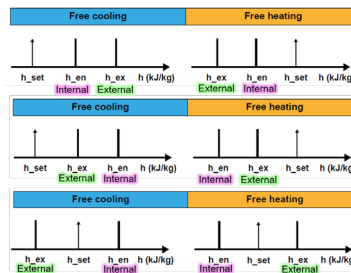 Free cooling Free heating
h_set h_en h_ex h (kJ/kg) h_ex h_en h_set h (kJ/kg)
Internal External External Internal
Free cooling Free heating
h_set h_ex h_en h (kJ/kg) h_en h_ex h_set h (kJ/kg)
External Internal Internal External
Free cooling Free heating
h_ex h_set h_en h (kJ/kg) h_en h_set h_ex h (kJ/kg)
External Internal Internal External